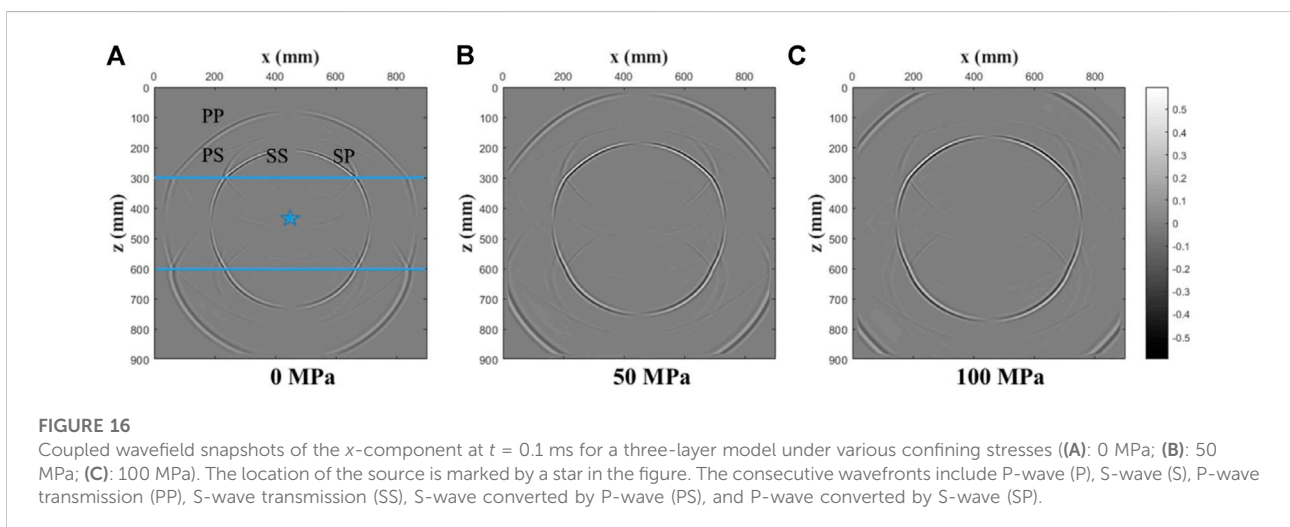 A
x (mm)
0 200 400 600 800
z (mm)
0
100
200
300
400
500
600
700
800
900
PP
PS SS SP
0 MPa
B
x (mm)
0 200 400 600 800
z (mm)
0
100
200
300
400
500
600
700
800
900
50 MPa
C
x (mm)
0 200 400 600 800
z (mm)
0
100
200
300
400
500
600
700
800
900
100 MPa
0.5
0.4
0.3
0.2
0.1
0
-0.1
-0.2
-0.3
-0.4
-0.5
FIGURE 16
Coupled wavefield snapshots of the x-component at t = 0.1 ms for a three-layer model under various confining stresses ((A): 0 MPa; (B): 50
MPa; (C): 100 MPa). The location of the source is marked by a star in the figure. The consecutive wavefronts include P-wave (P), S-wave (S), P-wave
transmission (PP), S-wave transmission (SS), S-wave converted by P-wave (PS), and P-wave converted by S-wave (SP).